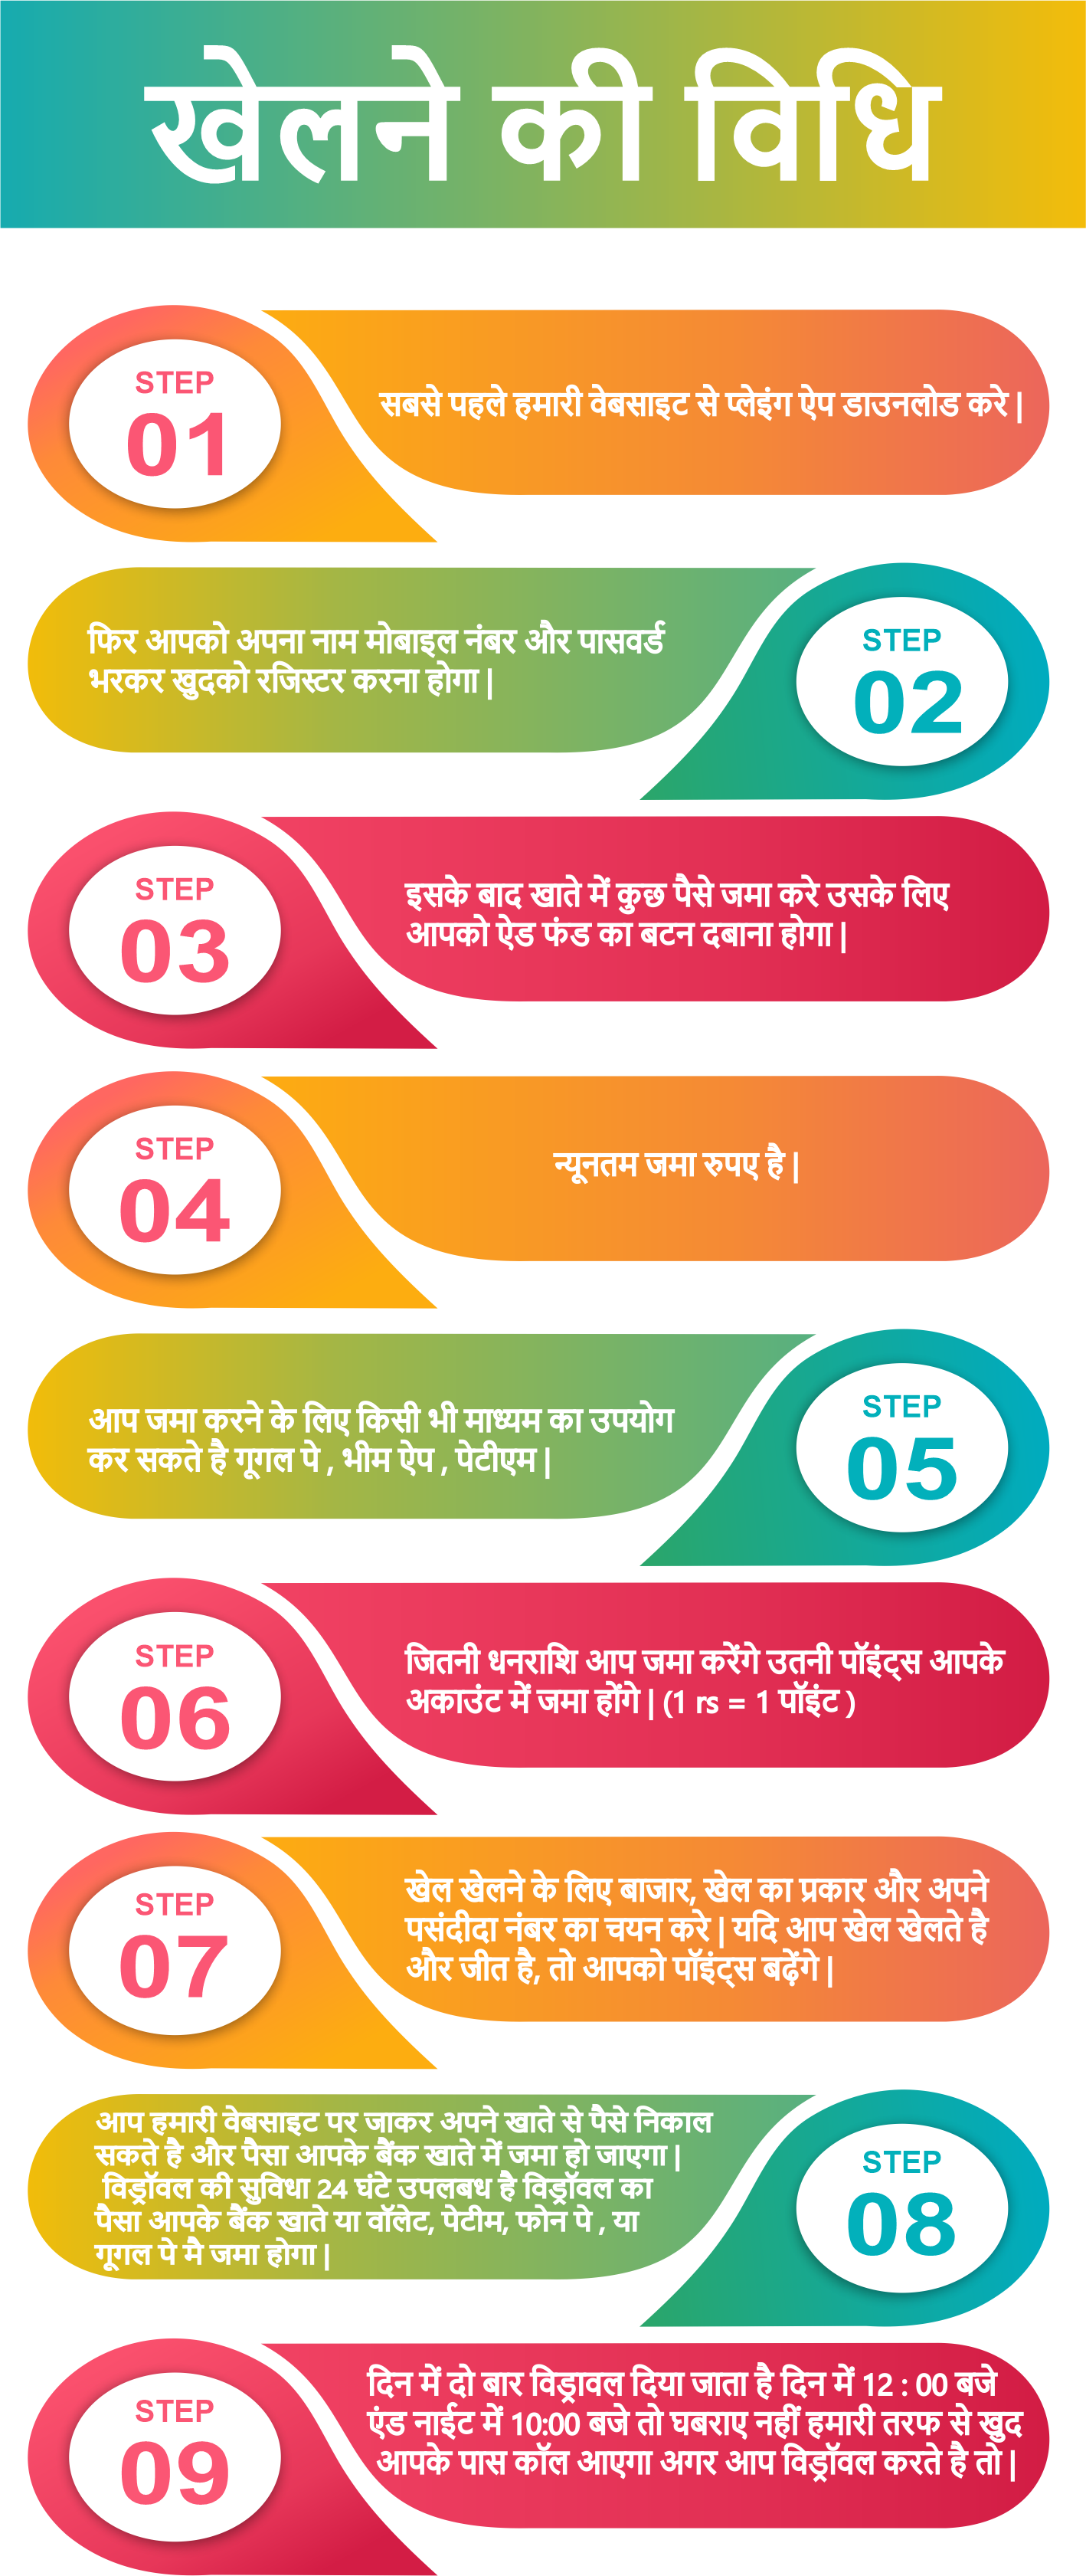 खेलने की विधि
STEP
01
सबसे पहले हमारी वेबसाइट से प्लेइंग ऐप डाउनलोड करे |
फिर आपको अपना नाम मोबाइल नंबर और पासवर्ड
भरकर खुदको रजिस्टर करना होगा |
STEP
02
STEP
03
इसके बाद खाते में कुछ पैसे जमा करे उसके लिए
आपको ऐड फंड का बटन दबाना होगा |
STEP
04
न्यूनतम जमा रुपए है |
आप जमा करने के लिए किसी भी माध्यम का उपयोग
कर सकते है गूगल पे , भीम ऐप , पेटीएम |
STEP
05
STEP
06
जितनी धनराशि आप जमा करेंगे उतनी पॉइंट्स आपके
अकाउंट में जमा होंगे | (1 rs = 1 पॉइंट )
STEP
07
खेल खेलने के लिए बाजार, खेल का प्रकार और अपने
पसंदीदा नंबर का चयन करे | यदि आप खेल खेलते है
और जीत है, तो आपको पॉइंट्स बढ़ेंगे |
आप हमारी वेबसाइट पर जाकर अपने खाते से पैसे निकाल
सकते है और पैसा आपके बैंक खाते में जमा हो जाएगा |
विड्रॉवल की सुविधा 24 घंटे उपलबध है विड्रॉवल का
पैसा आपके बैंक खाते या वॉलेट, पेटीम, फोन पे , या
गूगल पे मै जमा होगा |
STEP
08
STEP
09
दिन में दो बार विड्रावल दिया जाता है दिन में 12 : 00 बजे
एंड नाईट में 10:00 बजे तो घबराए नहीं हमारी तरफ से खुद
आपके पास कॉल आएगा अगर आप विड्रॉवल करते है तो |